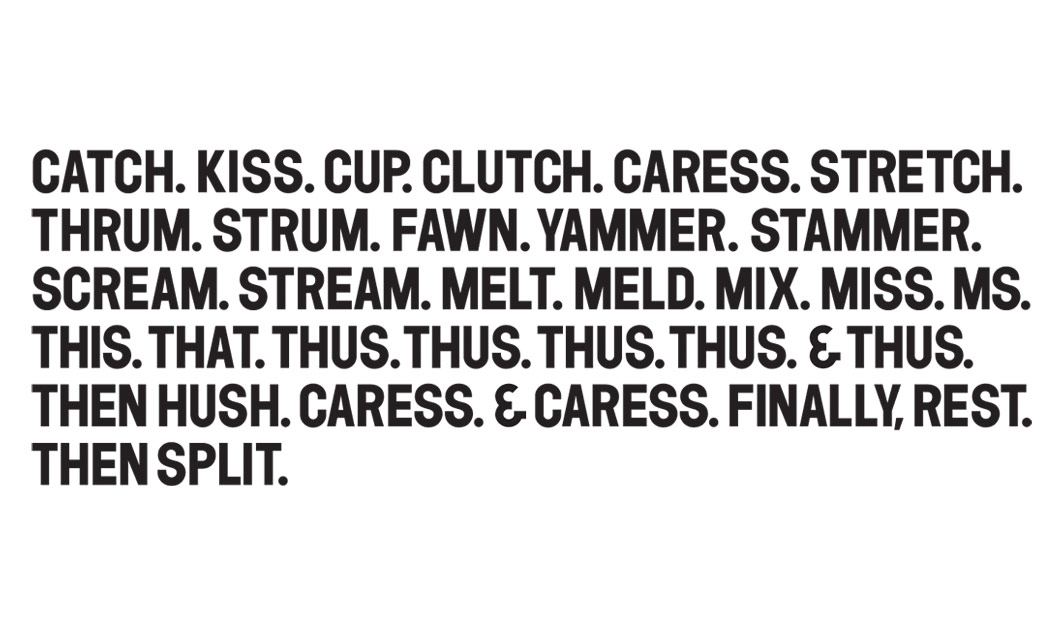 CATCH. KISS. CUP. CLUTCH. CARESS. STRETCH.
THRUM. STRUM. FAWN. YAMMER. STAMMER.
SCREAM. STREAM. MELT. MELD. MIX. MISS. MS.
THIS. THAT. THUS. THUS. THUS. THUS. & THUS.
THEN HUSH. CARESS. & CARESS. FINALLY, REST.
THEN SPLIT.